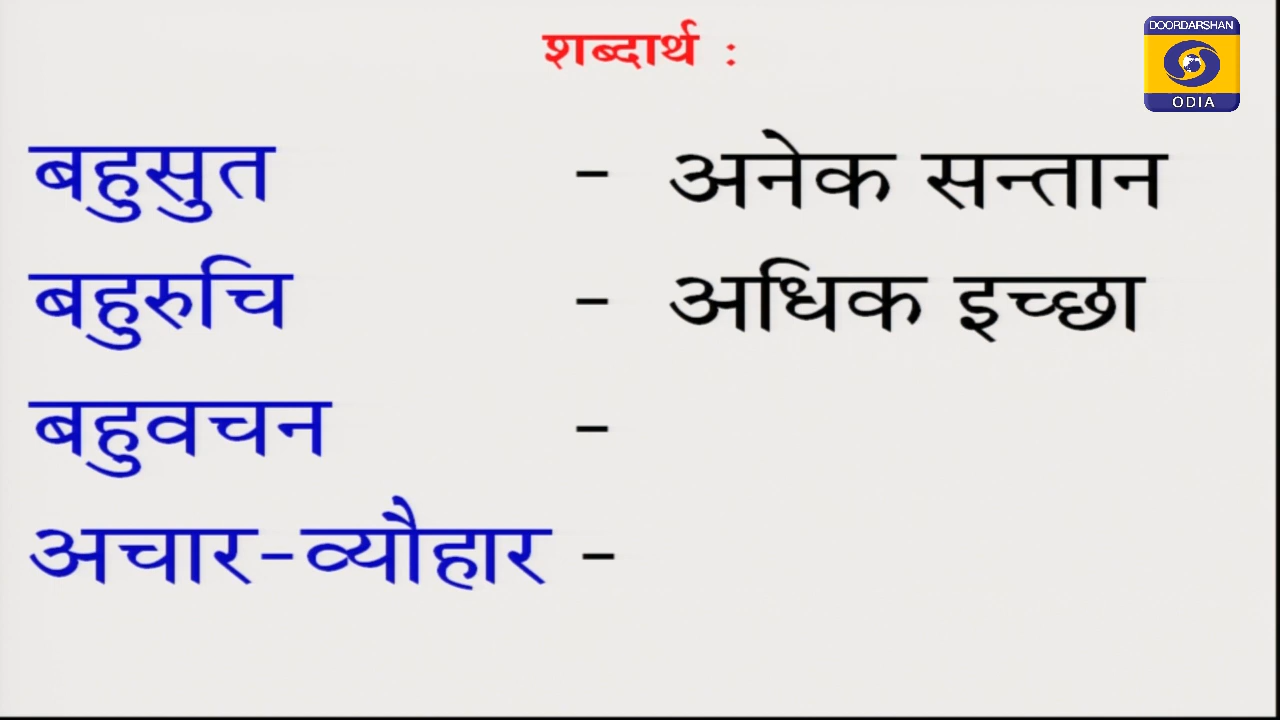 शब्दार्थ :
DOORDARSHAN
ODIA
बहुसुत - अनेक सन्तान
बहुरुचि - अधिक इच्छा
बहुवचन -
अचार-व्यौहार -